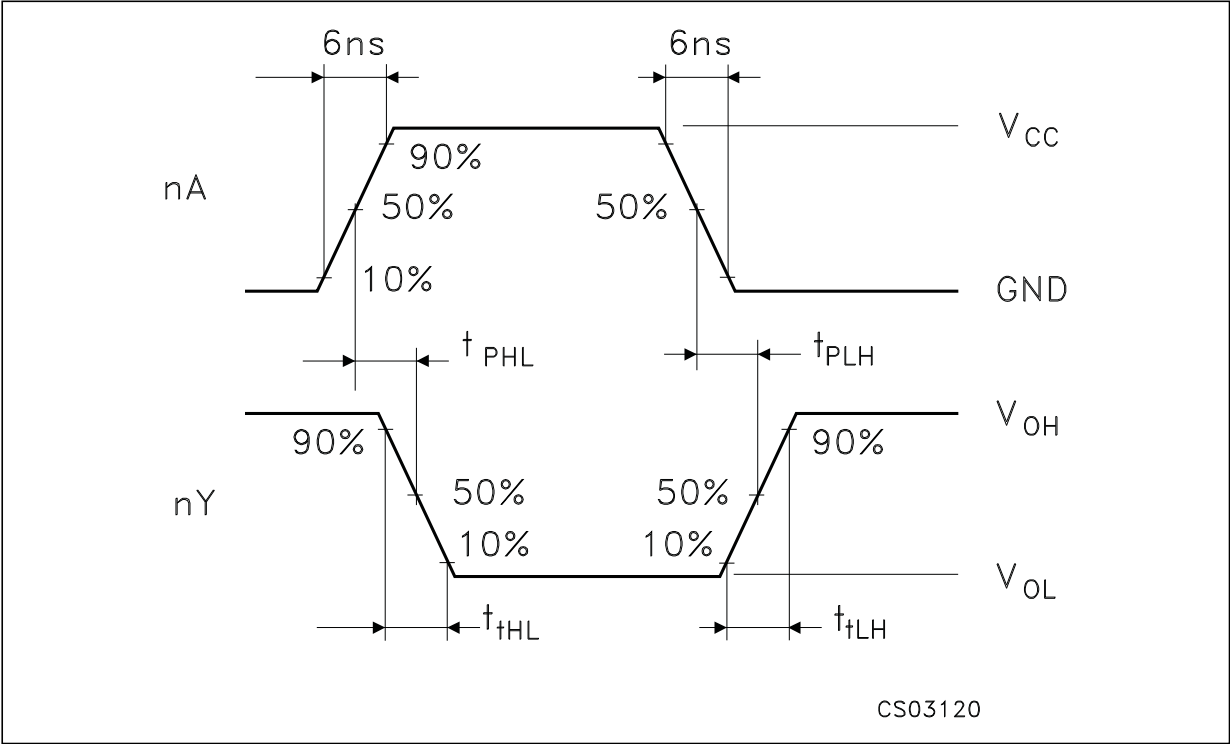 6ns 6ns
V CC
90%
nA 50% 50%
10% GND
t PHL t PLH
V OH
90% 90%
nY 50% 50%
10% 10%
V OL
t tHL t tLH
CS03120